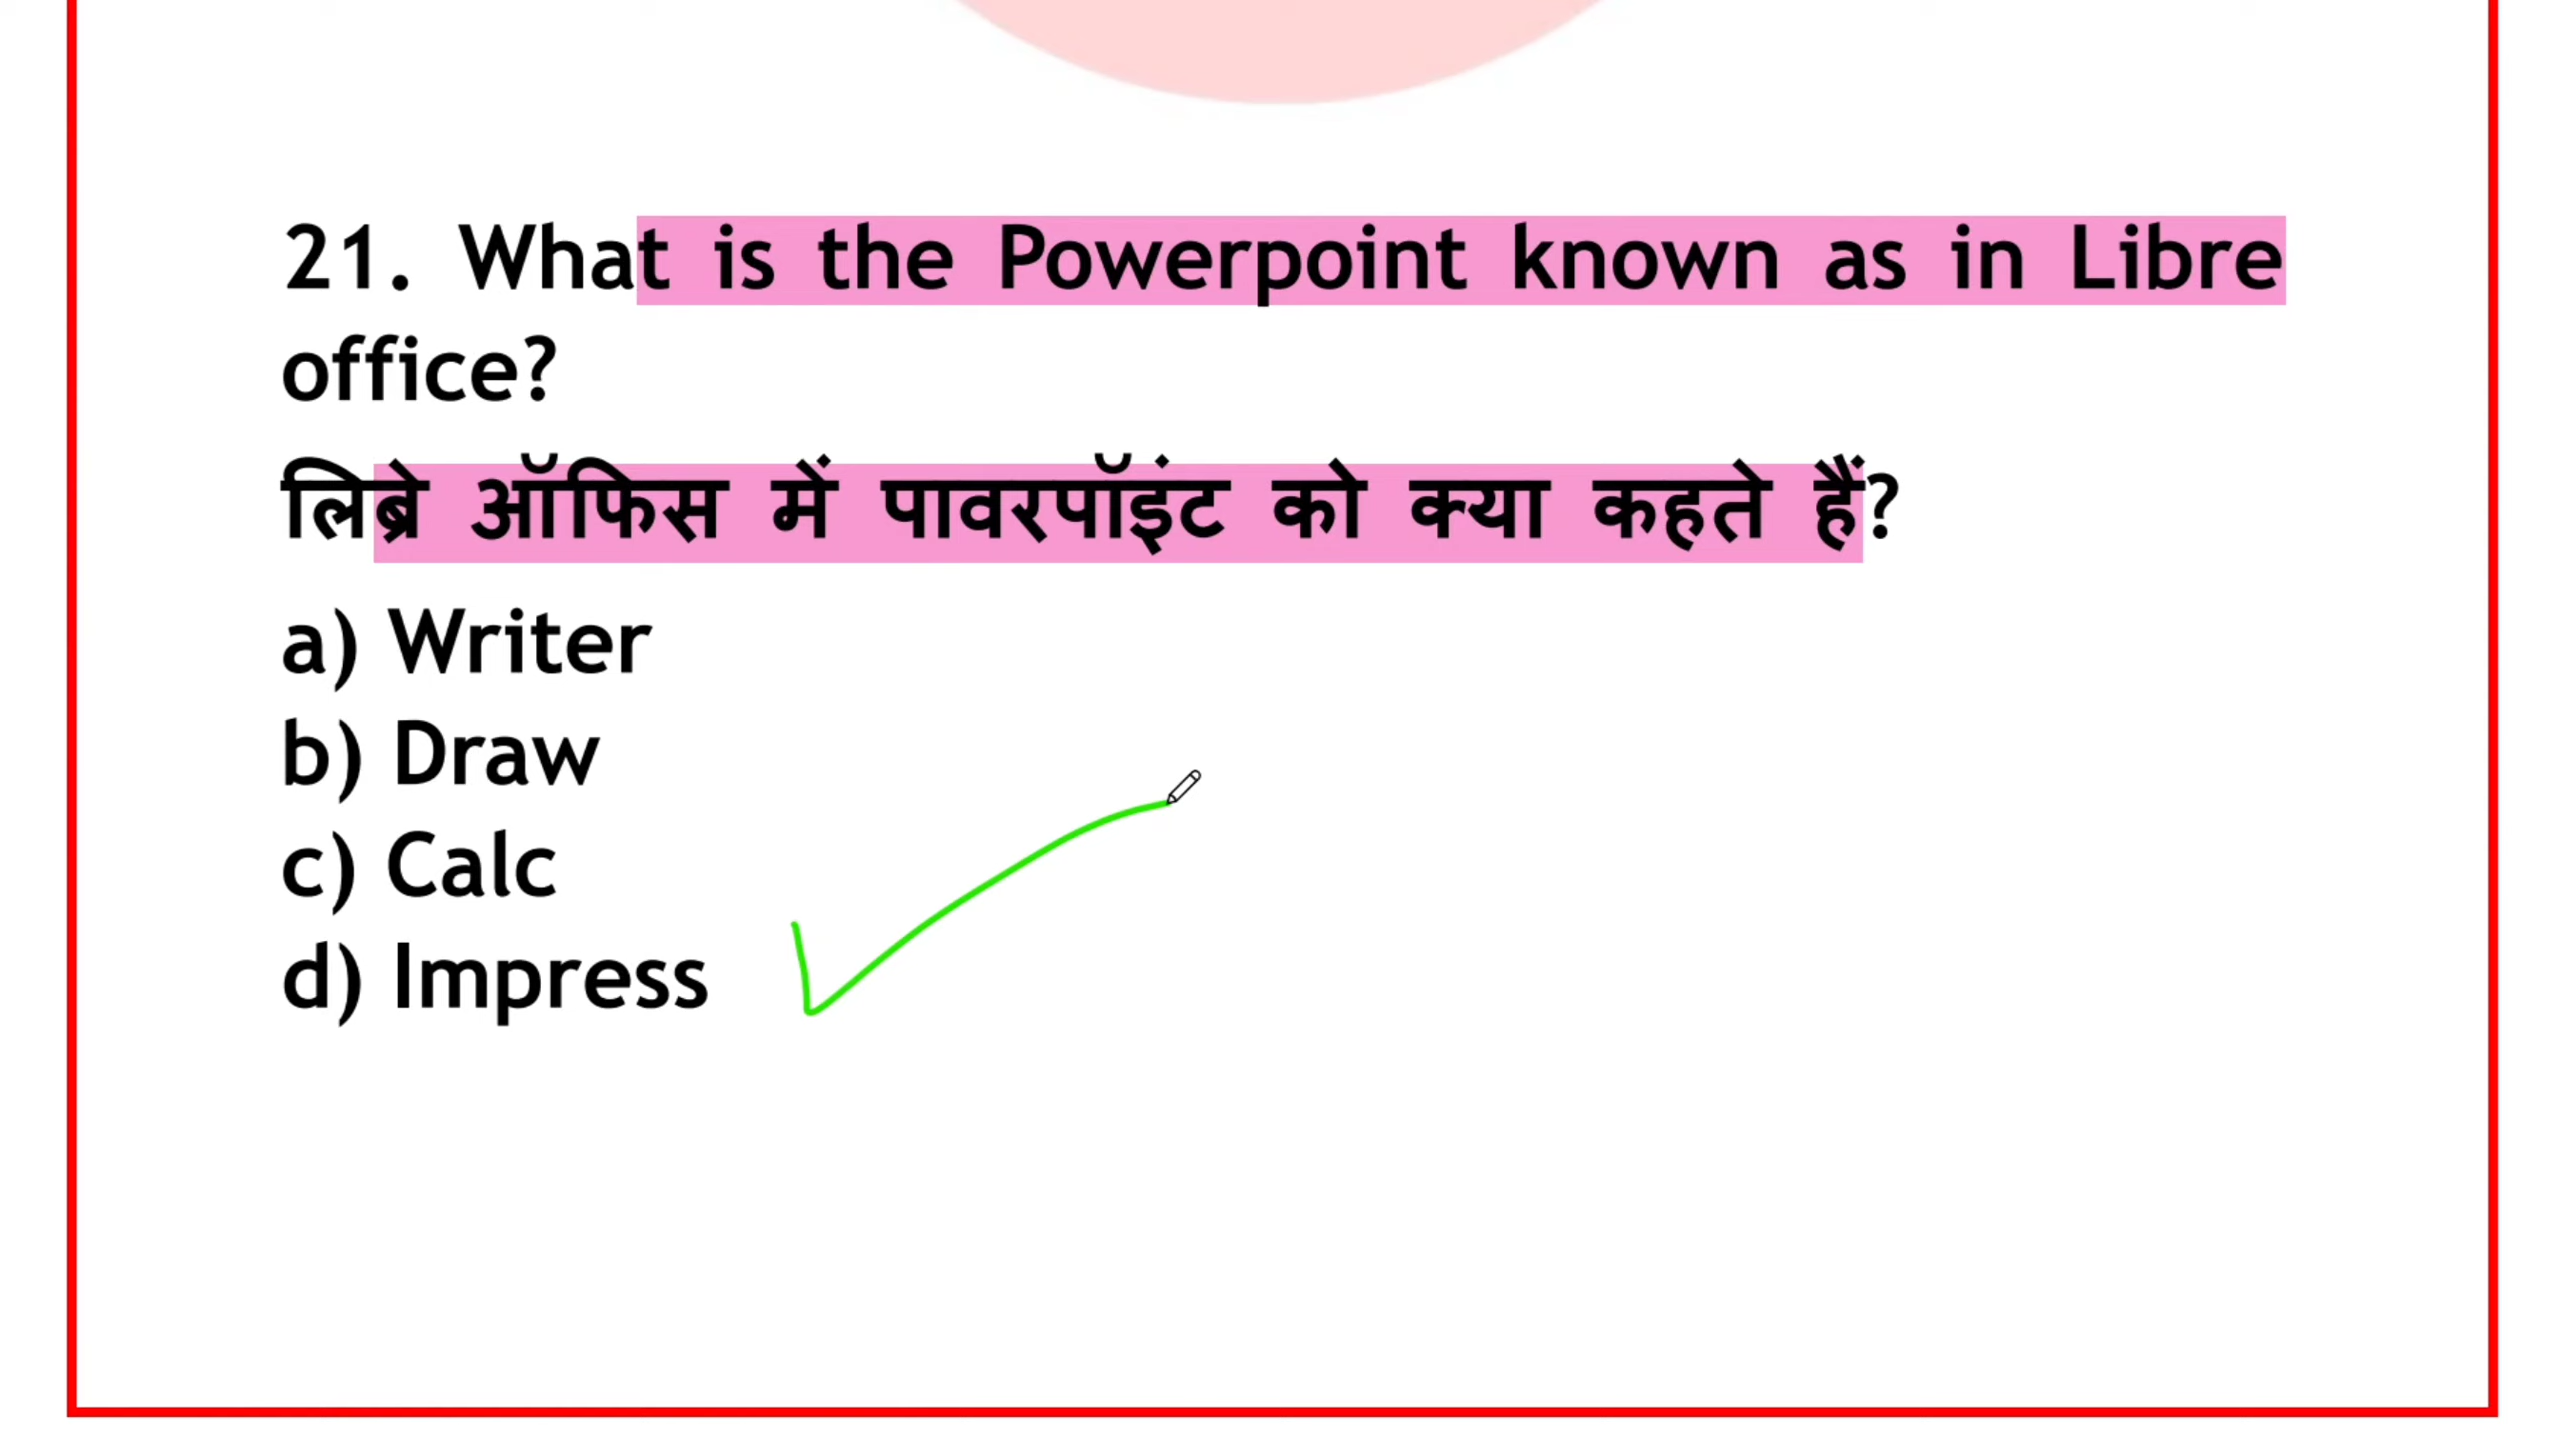 21. What is the Powerpoint known as in Libre
office?
लिब्रे ऑफिस में पावरपॉइंट को क्या कहते हैं?
a) Writer
b) Draw
c) Calc
d) Impress